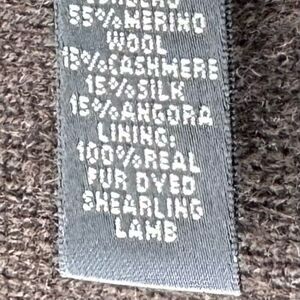 55%MERINO
WOOL
15%CASHMERE
15%SILK
15%ANGORA
LINING:
100%REAL
FUR DYED
SHEARLING
LAMB